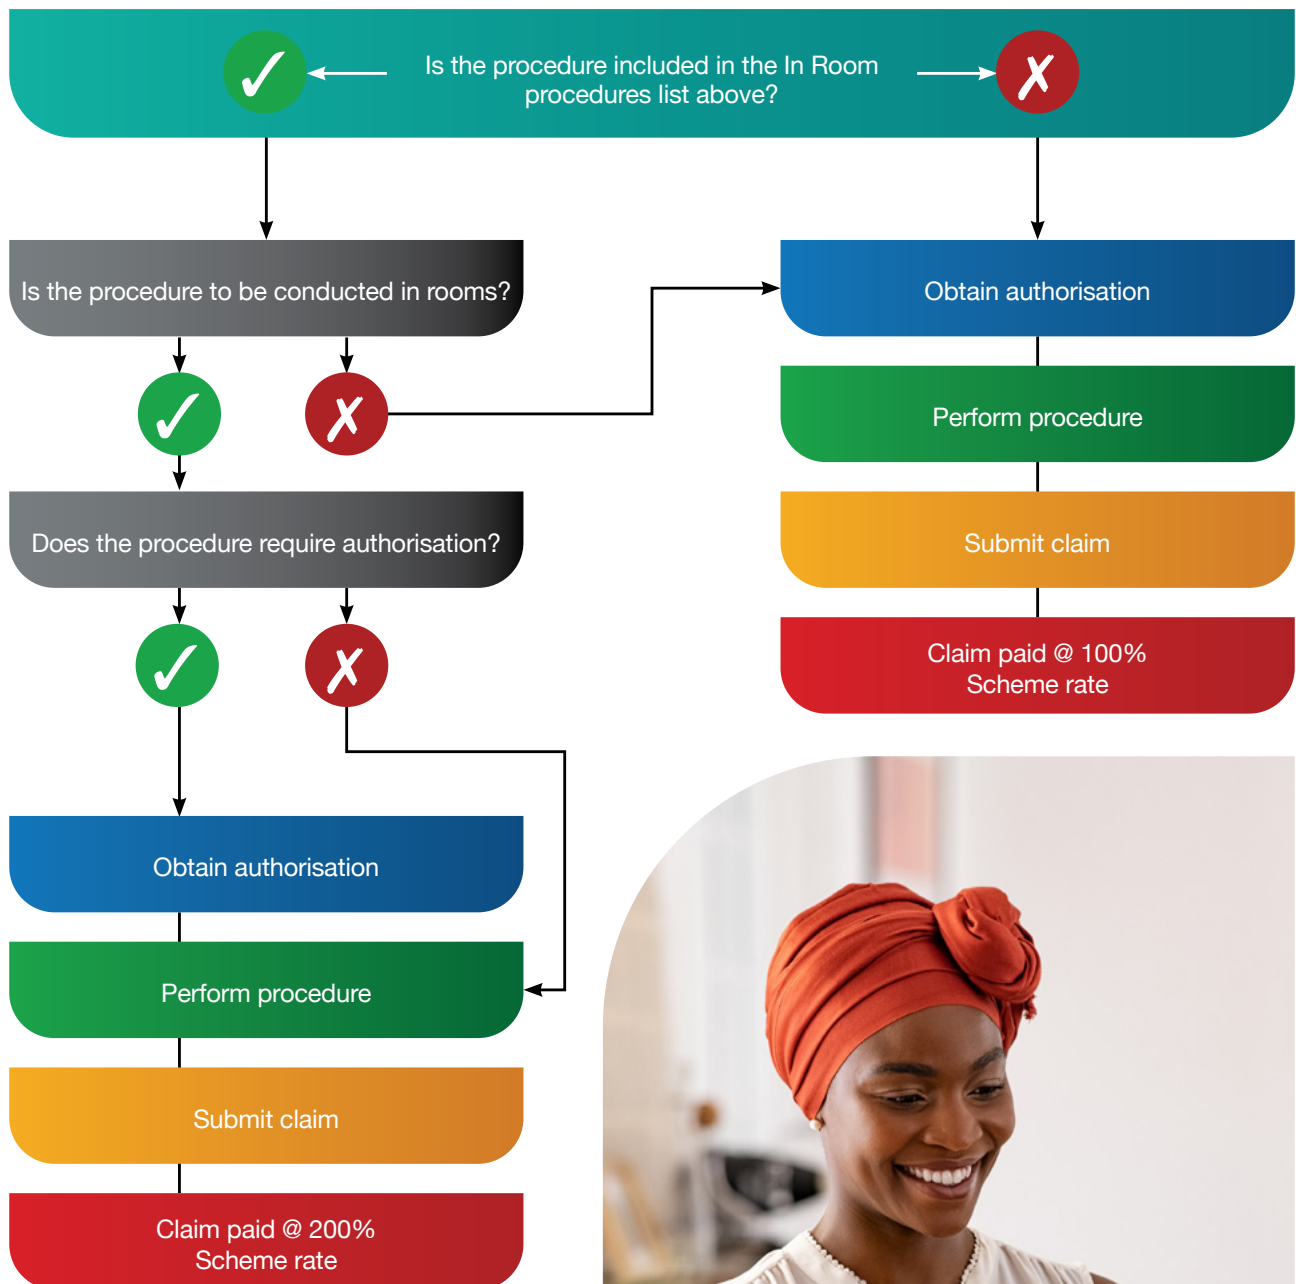 Is the procedure included in the In Room
procedures list above?
Is the procedure to be conducted in rooms?
Does the procedure require authorisation?
Obtain authorisation
Perform procedure
Submit claim
Claim paid @ 200%
Scheme rate
Obtain authorisation
Perform procedure
Submit claim
Claim paid @ 100%
Scheme rate